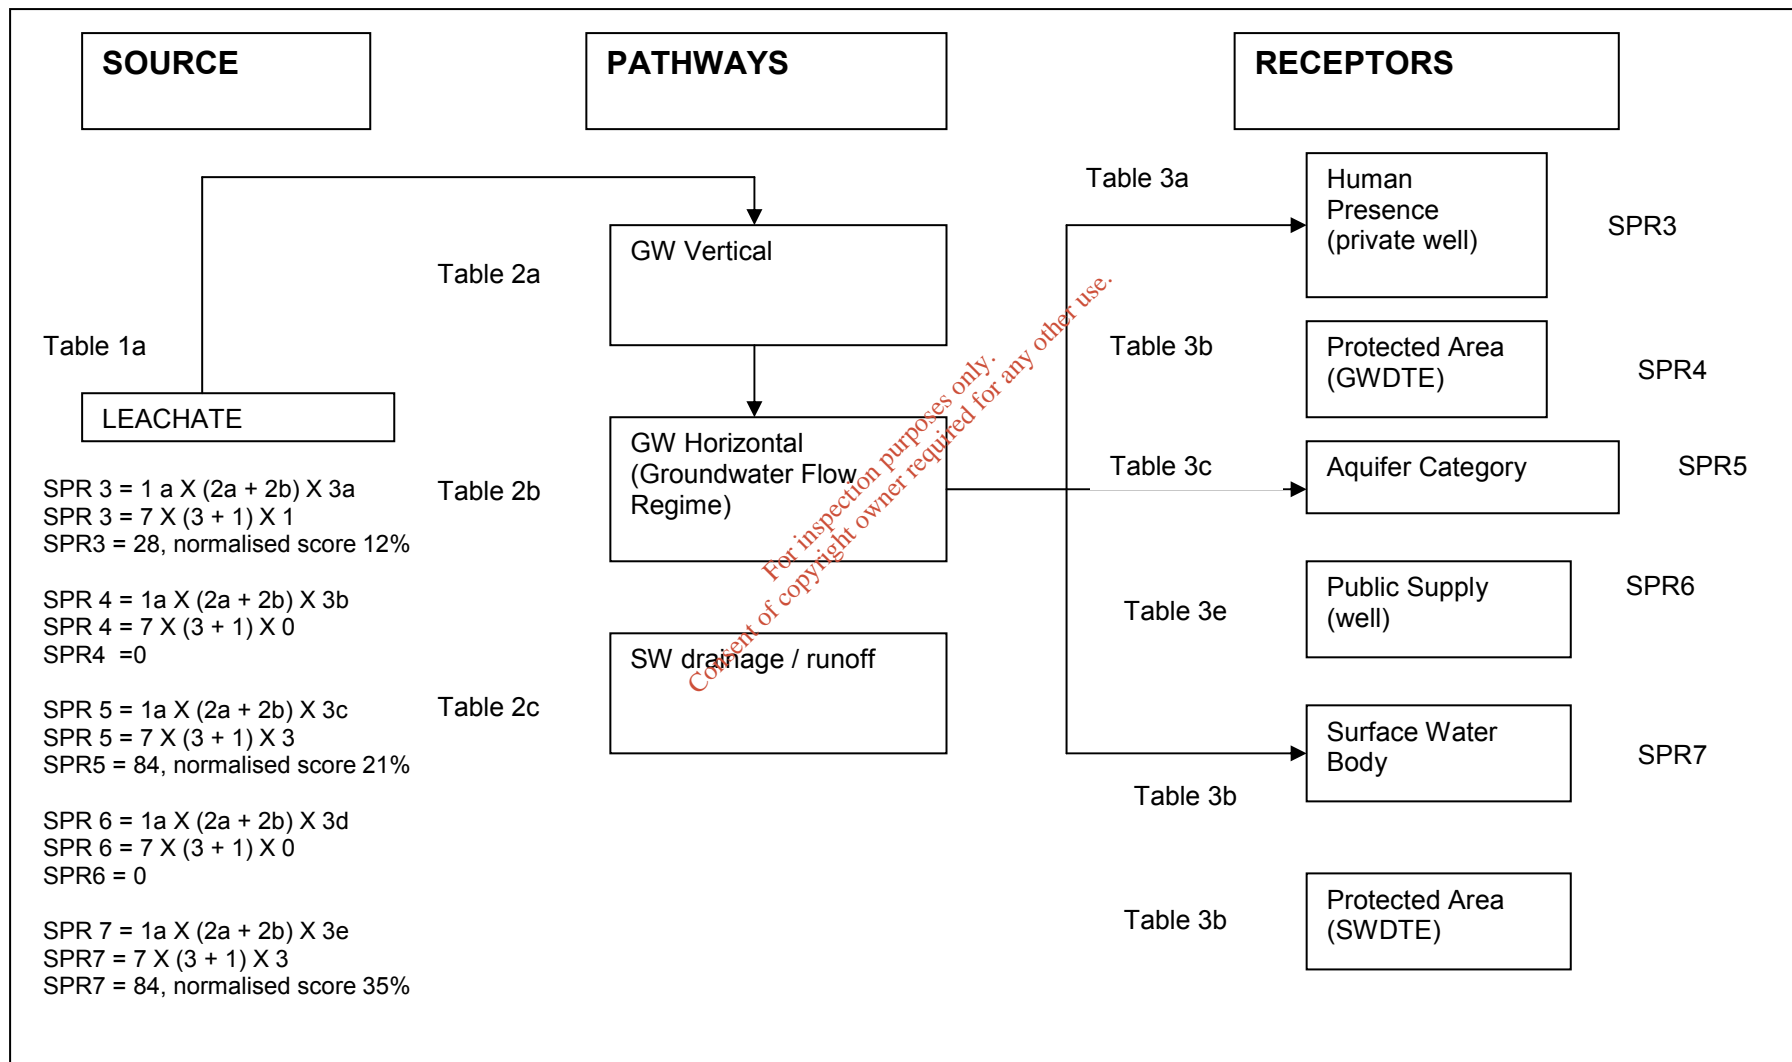 SOURCE
PATHWAYS
RECEPTORS
Table 1a
LEACHATE
SPR 3 = 1 a X (2a + 2b) X 3a
SPR 3 = 7 X (3 + 1) X 1
SPR3 = 28, normalised score 12%
SPR 4 = 1a X (2a + 2b) X 3b
SPR 4 = 7 X (3 + 1) X 0
SPR4 =0
SPR 5 = 1a X (2a + 2b) X 3c
SPR 5 = 7 X (3 + 1) X 3
SPR5 = 84, normalised score 21%
SPR 6 = 1a X (2a + 2b) X 3d
SPR 6 = 7 X (3 + 1) X 0
SPR6 = 0
SPR 7 = 1a X (2a + 2b) X 3e
SPR7 = 7 X (3 + 1) X 3
SPR7 = 84, normalised score 35%
Table 2a
GW Vertical
Table 2b
GW Horizontal
(Groundwater Flow
Regime)
Table 2c
SW drainage / runoff
For inspection purposes only.
Consent of copyright owner required for any other use.
Table 3a
Human
Presence
(private well)
SPR3
Table 3b
Protected Area
(GWDTE)
SPR4
Table 3c
Aquifer Category
SPR5
Table 3e
Public Supply
(well)
SPR6
Surface Water
Body
SPR7
Table 3b
Table 3b
Protected Area
(SWDTE)